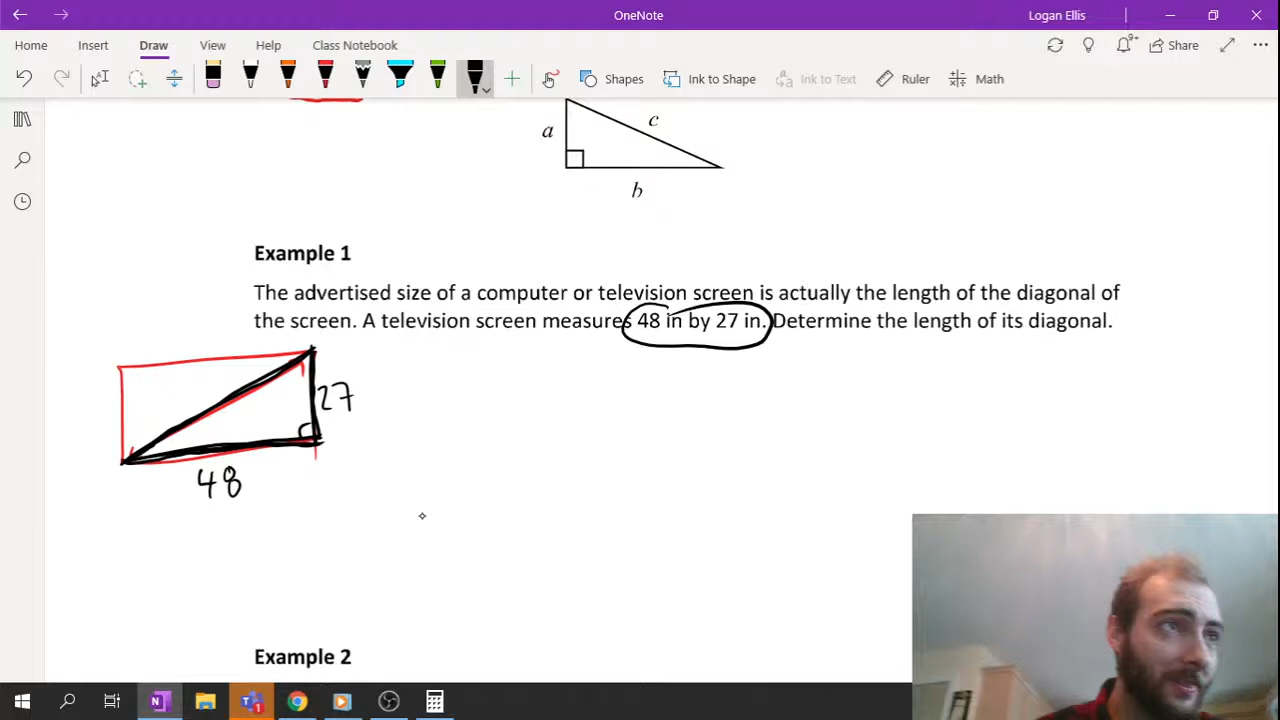 OneNote
Logan Ellis
Home Insert Draw View Help Class Notebook
9+ Share
Shapes Ink to Shape Ink to Text Ruler Math
a
c
b
Example 1
The advertised size of a computer or television screen is actually the length of the diagonal of
the screen. A television screen measures 48 in by 27 in. Determine the length of its diagonal.
27
48
Example 2
N
1